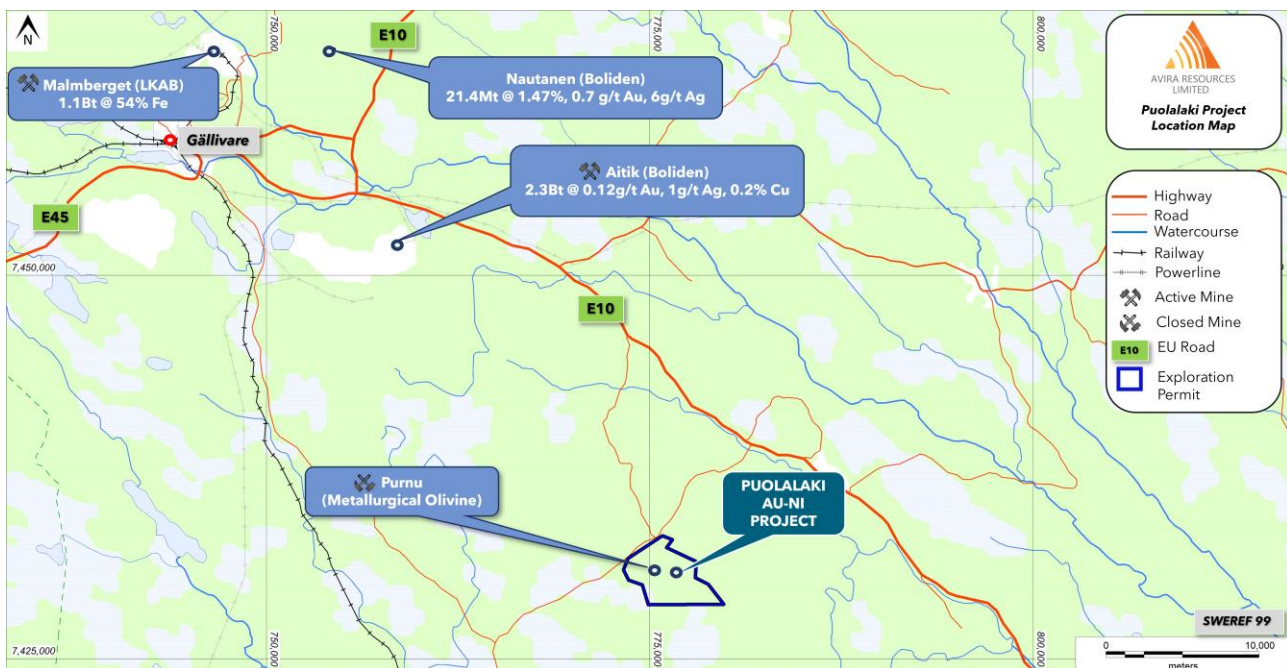 N
750,000
E10
775,000
800,000
AVIRA RESOURCES
LIMITED
Puolalaki Project
Location Map
Malmberget (LKAB)
1.1Bt @ 54% Fe
Nautanen (Boliden)
21.4Mt @ 1.47%, 0.7 g/t Au, 6g/t Ag
Gällivare
Aitik (Boliden)
2.3Bt @ 0.12g/t Au, 1g/t Ag, 0.2% Cu
E45
7,450,000
E10
Highway
Road
Watercourse
Railway
Powerline
Active Mine
Closed Mine
E10 EU Road
Exploration
Permit
Purnu
(Metallurgical Olivine)
PUOLALAKI
AU-NI
PROJECT
7,425,000
750,000
775,000
800,000
SWEREF 99
0 10,000
meters